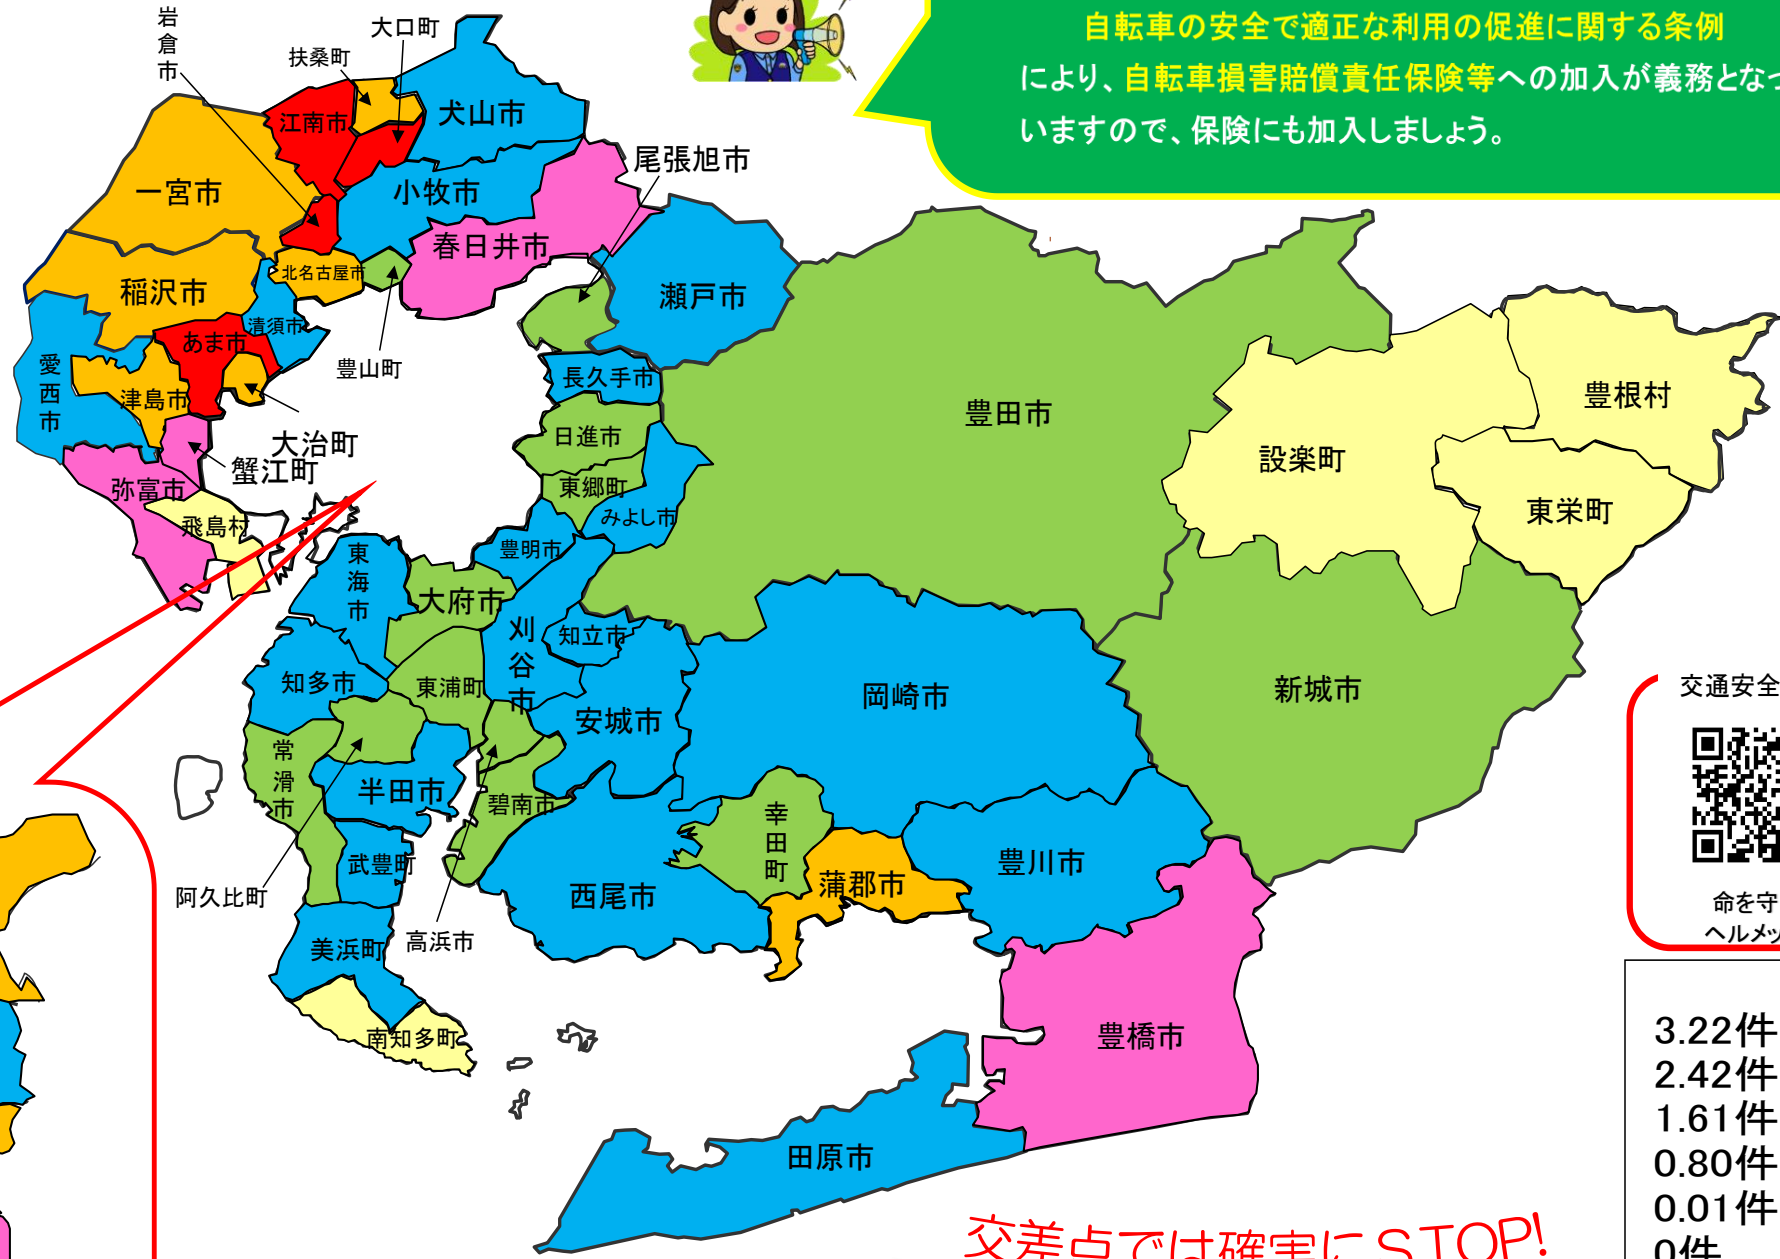 自転車の安全で適正な利用の促進に関する条例
により、自転車損害賠償責任保険等への加入が義務となっ
いますので、保険にも加入しましょう。
岩倉市
大口町
扶桑町
江南市
犬山市
尾張旭市
一宮市
小牧市
春日井市
北名古屋市
稲沢市
瀬戸市
清須市
あま市
豊山町
愛西市
津島市
長久手市
豊田市
豊根村
日進市
大治町
蟹江町
設楽町
弥富市
東郷町
みよし市
東栄町
飛島村
豊明市
東海市
大府市
刈谷市
知立市
知多市
東浦町
岡崎市
新城市
交通安全
安城市
常滑市
半田市
碧南市
幸田町
武豊町
豊川市
阿久比町
西尾市
蒲郡市
命を守
ヘルメッ
美浜町
高浜市
南知多町
豊橋市
田原市
3.22件
2.42件
1.61件
0.80件
0.01件
0件
交差点では確実にSTOP!